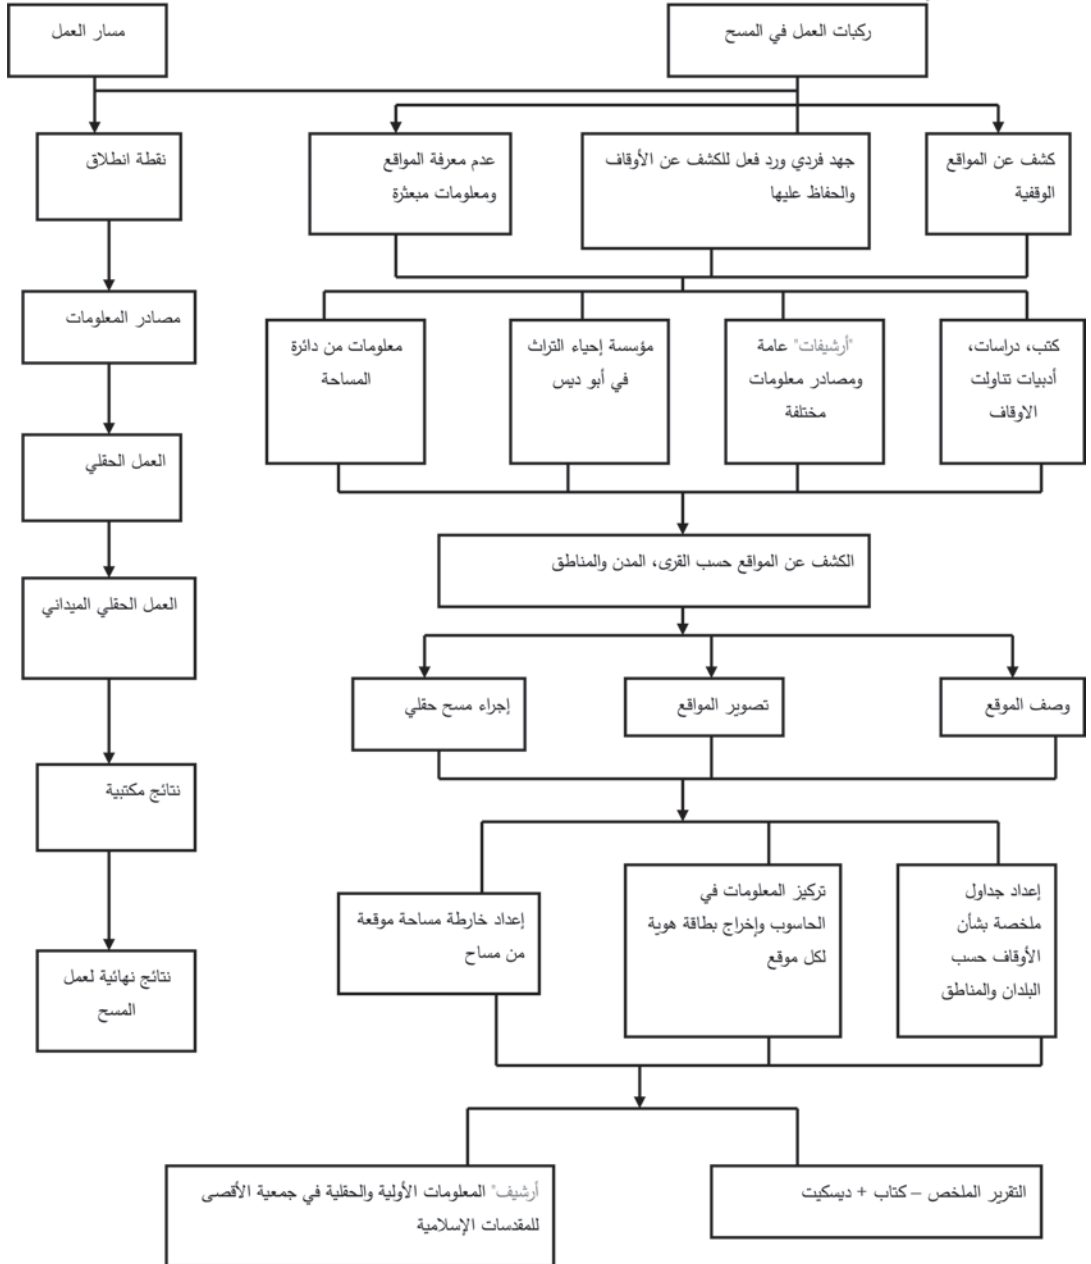 ركبات العمل في المسح
مسار العمل
كشف عن المواقع
الوقفية
جهد فردي ورد فعل للكشف عن الأوقاف
والحفاظ عليها
عدم معرفة المواقع
ومعلومات مبعثرة
نقطة انطلاق
كتب، دراسات،
أدبيات تناولت
الاوقاف
"أرشيفات" عامة
ومصادر معلومات
مختلفة
مؤسسة إحياء التراث
في أبو ديس
معلومات من دائرة
المساحة
مصادر المعلومات
العمل الحقلي
الكشف عن المواقع حسب القرى، المدن والمناطق
العمل الحقلي الميداني
وصف الموقع
تصوير المواقع
إجراء مسح حقلي
نتائج مكتبية
إعداد جداول
ملخصة بشأن
الأوقاف حسب
البلدان والمناطق
تركيز المعلومات في
الحاسوب وإخراج بطاقة هوية
لكل موقع
إعداد خارطة مساحة موقعة
من مساح
نتائج نهائية لعمل
المسح
التقرير الملخص – كتاب + ديسكيت
أرشيف" المعلومات الأولية والحقلية في جمعية الأقصى
للمقدسات الإسلامية